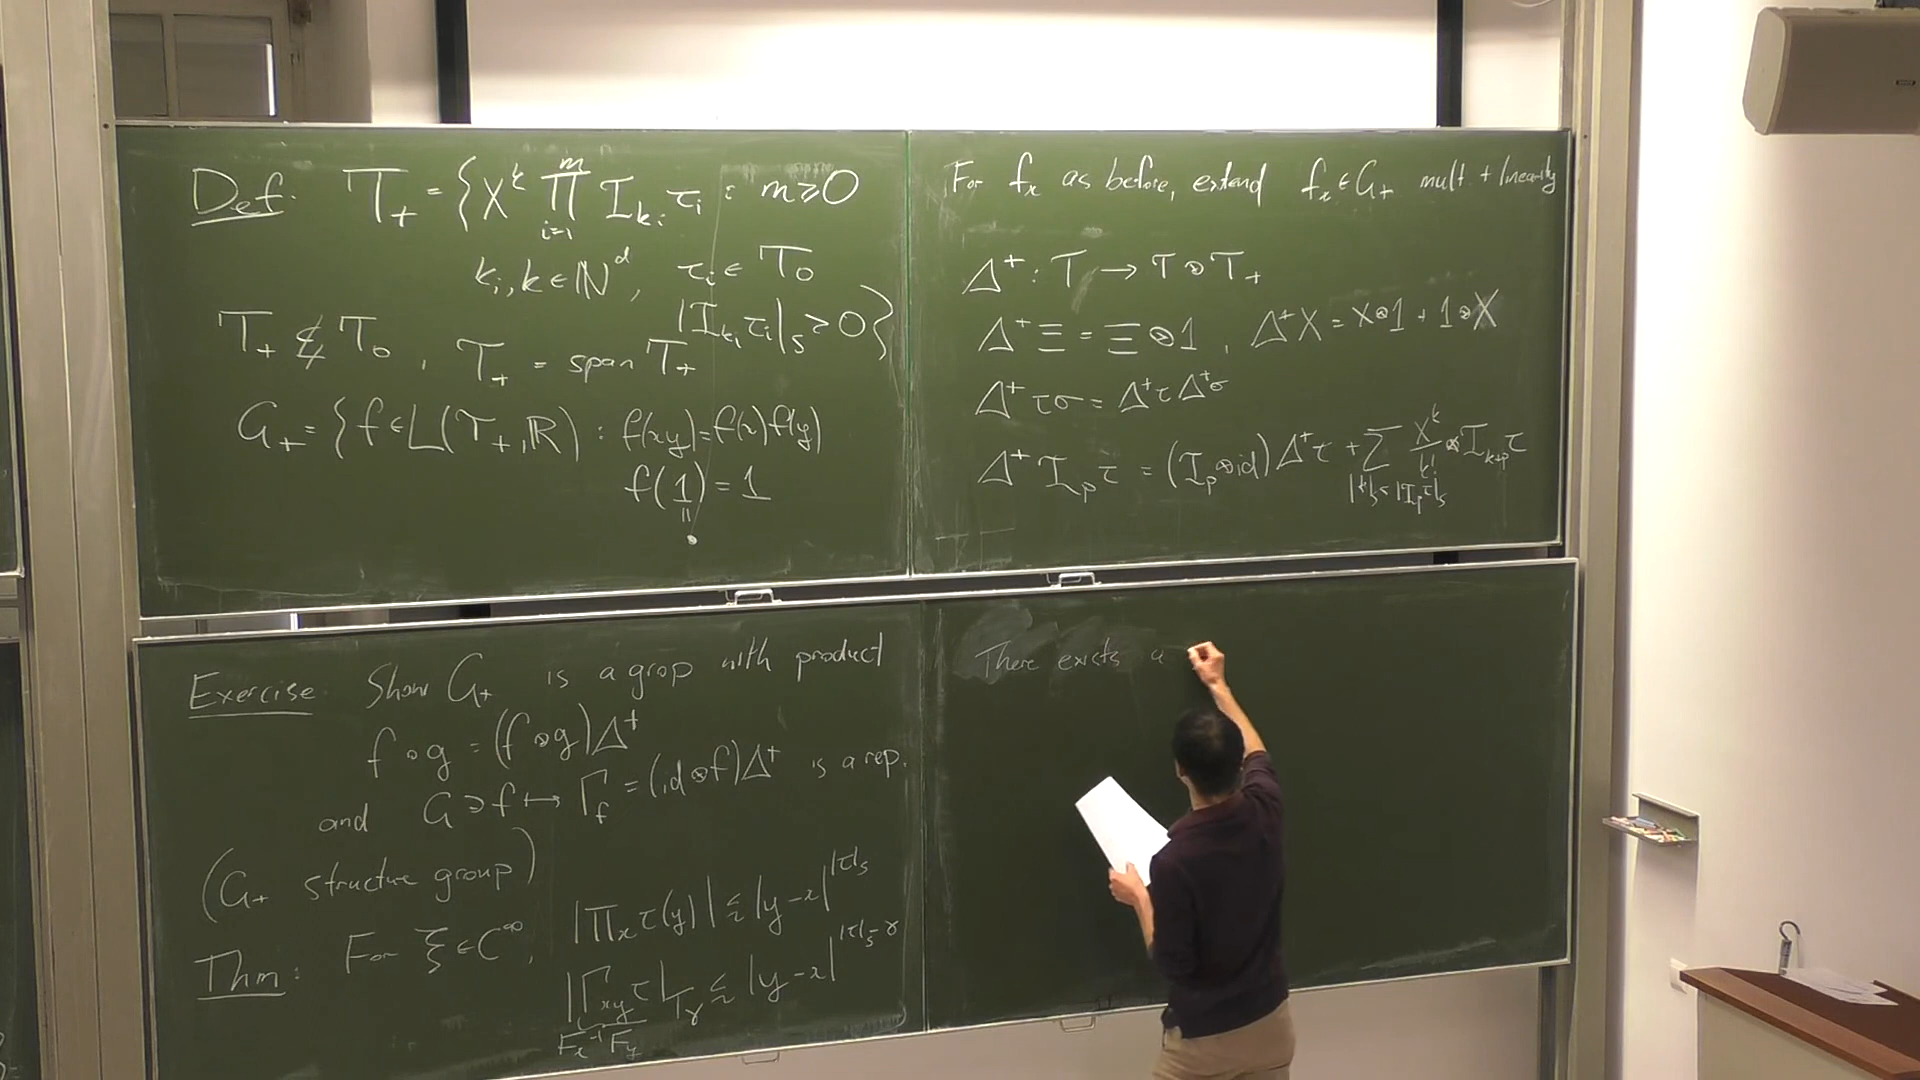 Def: T₊ = { X^k ∏_{i=1}^m I_{k_i} τ_i : m ≥ 0
k_i, k ∈ ℕ^d, τ_i ∈ T₀
|I_{k_i} τ_i|_s > 0 }
T₊ ⊄ T₀, 𝒯₊ = span T₊
G₊ = { f ∈ L(𝒯₊, ℝ) : f(xy) = f(x) f(y)
f(1) = 1
||
•
For f_x as before, extend f_x ∈ G₊ mult + linearity
Δ⁺ : 𝒯 → 𝒯 ⊗ 𝒯₊
Δ⁺ Ξ = Ξ ⊗ 1, Δ⁺ X = X ⊗ 1 + 1 ⊗ X
Δ⁺ τσ = Δ⁺τ Δ⁺σ
Δ⁺ I_p τ = (I_p ⊗ id) Δ⁺ τ + Σ_{|k|_s < |I_p τ|_s} X^k/k! ⊗ I_{k+p} τ
Exercise: Show G₊ is a grop with product
f ∘ g = (f ⊗ g) Δ⁺
and G ∋ f ↦ Γ_f = (id ⊗ f) Δ⁺ is a rep.
(G₊ structure group)
Thm: For ξ ∈ C^∞, |Π_x τ(y)| ≲ |y-x|^{|τ|_s}
|Γ_{xy} τ|_{T_γ} ≲ |y-x|^{|τ|_s - γ}
F_x^{-1} F_y
There exists a